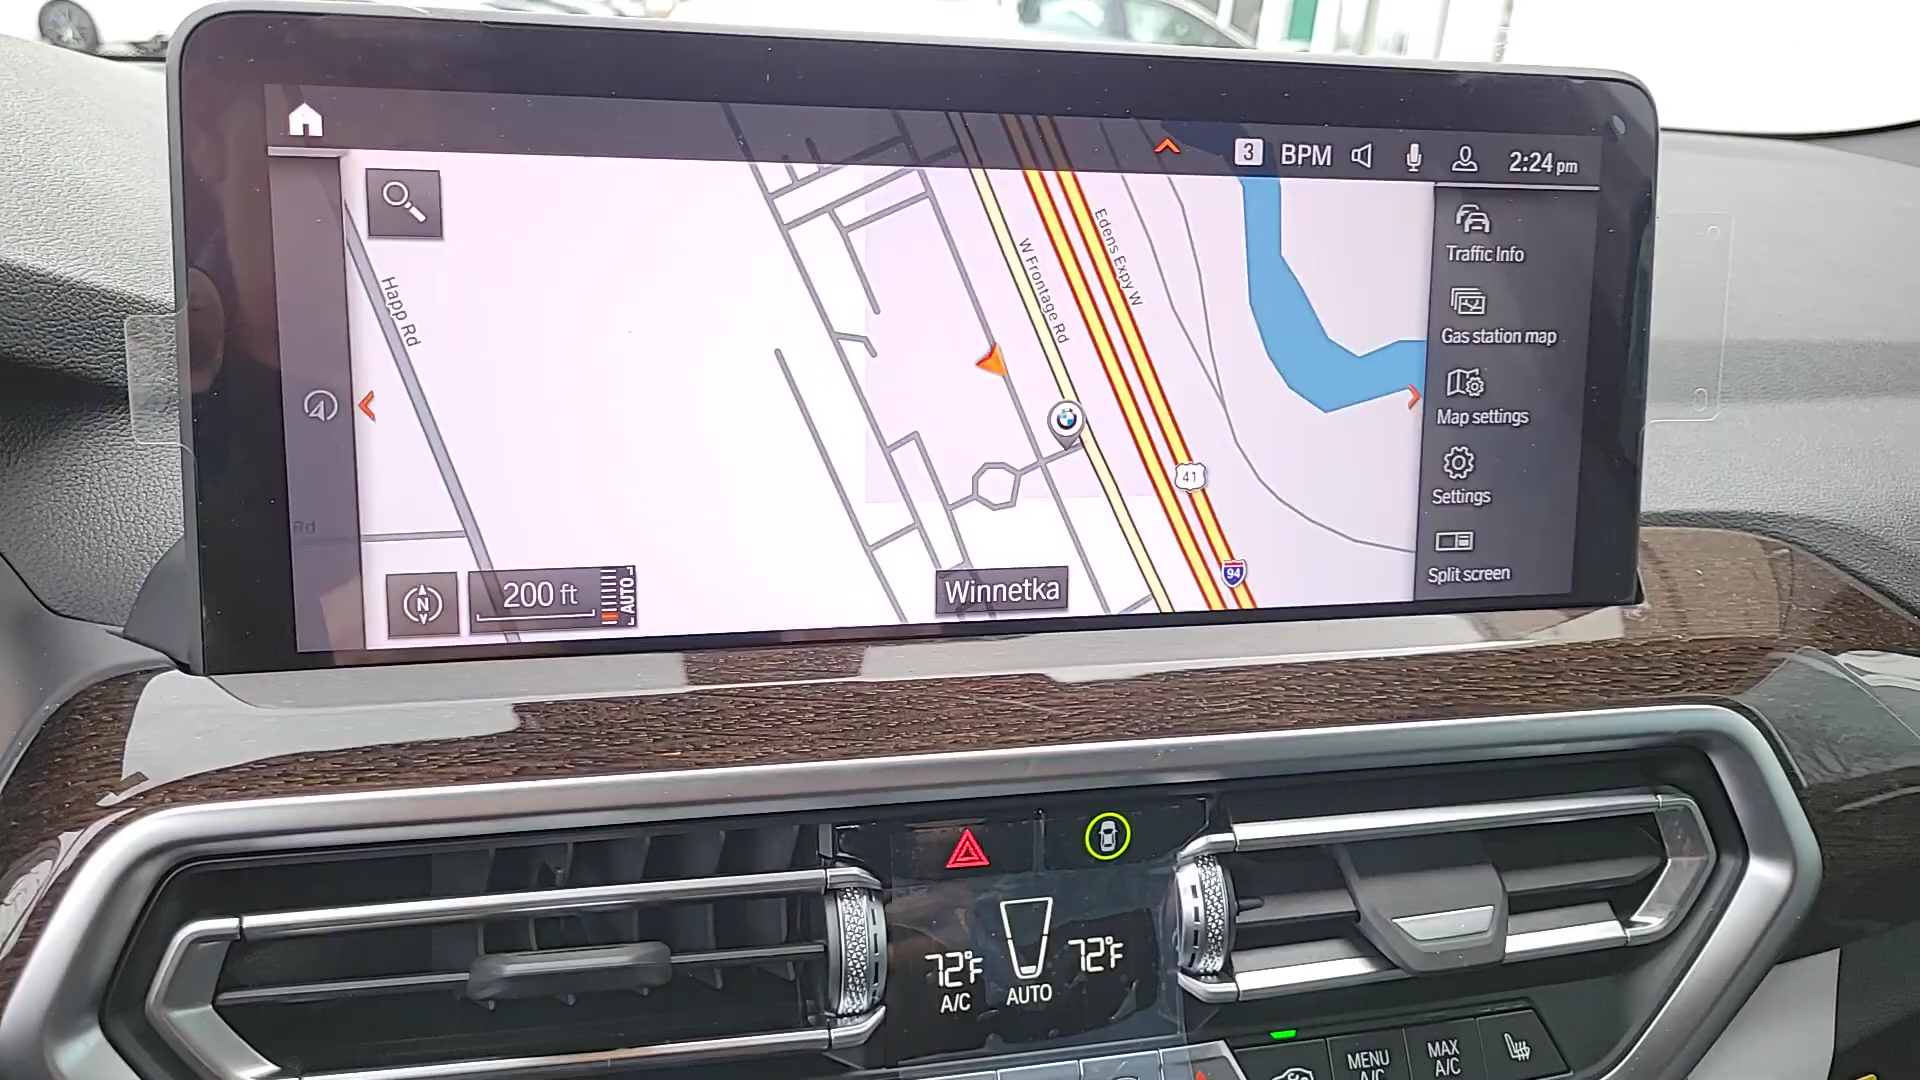 3 BPM 2:24 pm
Traffic Info
Gas station map
Map settings
Settings
Split screen
Happ Rd
W Frontage Rd
Edens Expy W
41
94
Rd
N
200 ft
AUTO
Winnetka
72°F
A/C
AUTO
72°F
MENU
A/C
MAX
A/C